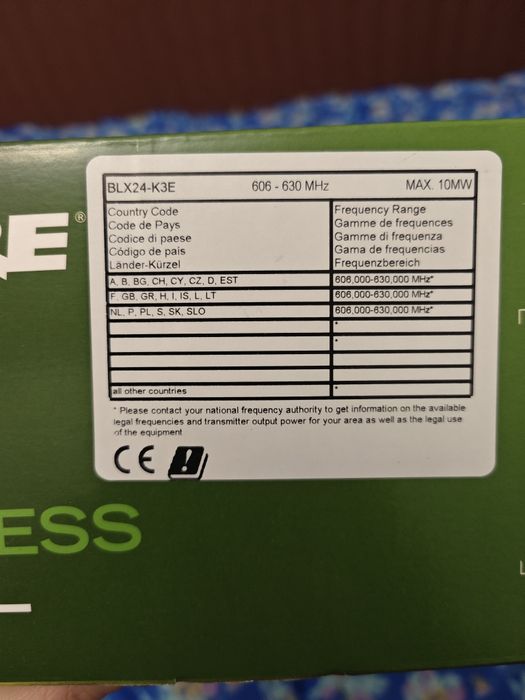 BLX24-K3E 606 - 630 MHz MAX. 10MW
Country Code Frequency Range
Code de Pays Gamme de frequences
Codice di paese Gamme di frequenza
Código de país Gama de frequencias
Länder-Kürzel Frequenzbereich
A, B, BG, CH, CY, CZ, D, EST 606,000-630,000 MHz*
F, GB, GR, H, I, IS, L, LT 606,000-630,000 MHz*
NL, P, PL, S, SK, SLO 606,000-630,000 MHz*
*
*
all other countries *
* Please contact your national frequency authority to get information on the available
legal frequencies and transmitter output power for your area as well as the legal use
of the equipment
CE !
RE®
ESS